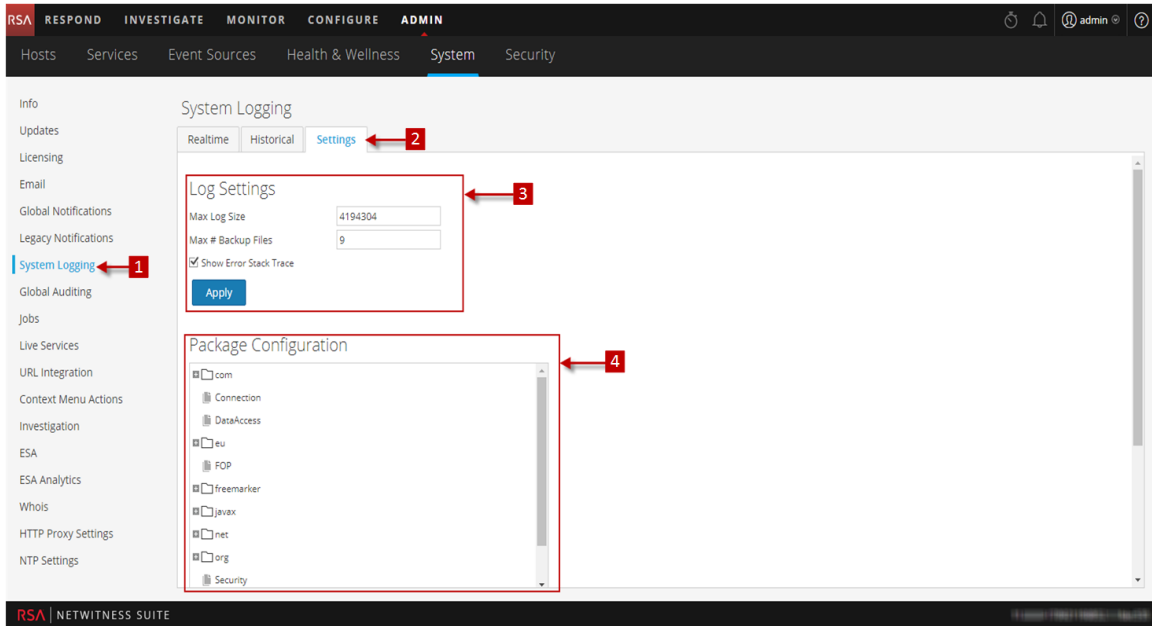 RSA RESPOND INVESTIGATE MONITOR CONFIGURE ADMIN admin ?
Hosts Services Event Sources Health & Wellness System Security
Info
Updates
Licensing
Email
Global Notifications
Legacy Notifications
System Logging 1
Global Auditing
Jobs
Live Services
URL Integration
Context Menu Actions
Investigation
ESA
ESA Analytics
Whois
HTTP Proxy Settings
NTP Settings
System Logging
Realtime Historical Settings 2
Log Settings 3
Max Log Size 4194304
Max # Backup Files 9
Show Error Stack Trace
Apply
Package Configuration 4
com
Connection
DataAccess
eu
FOP
freemarker
javax
net
org
Security
RSA NETWITNESS SUITE